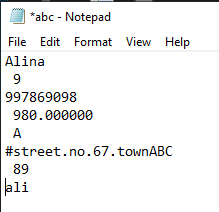 *abc - Notepad
File Edit Format View Help
Alina
 9
997869098
 980.000000
 A
#street.no.67.townABC
 89
ali